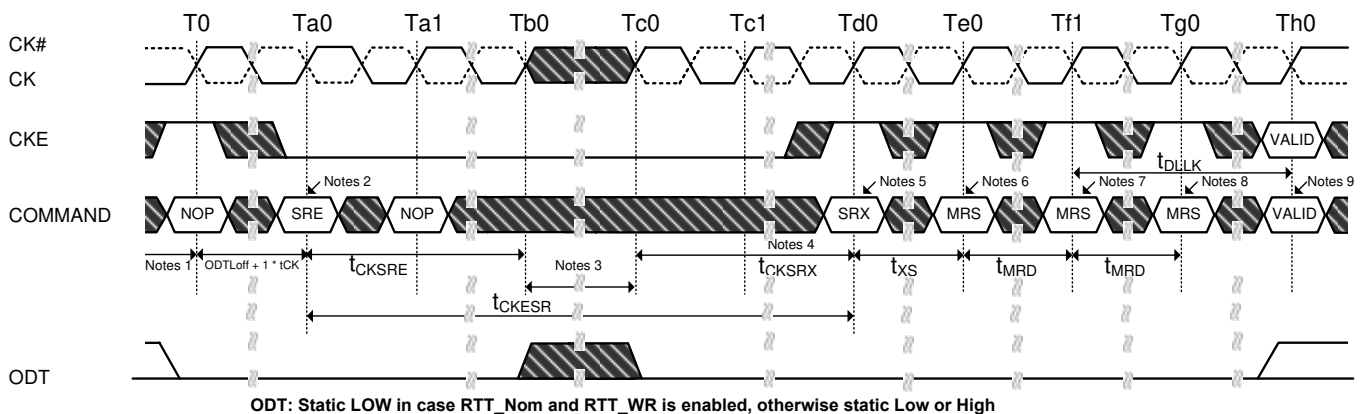 T0 Ta0 Ta1 Tb0 Tc0 Tc1 Td0 Te0 Tf1 Tg0 Th0
CK#
CK
CKE
VALID
tDLLK
Notes 2 Notes 5 Notes 6 Notes 7 Notes 8 Notes 9
COMMAND
NOP SRE NOP SRX MRS MRS MRS VALID
Notes 1 ODTLoff + 1 * tCK tCKSRE Notes 3 Notes 4 tCKSRX tXS tMRD tMRD
tCKESR
ODT
ODT: Static LOW in case RTT_Nom and RTT_WR is enabled, otherwise static Low or High